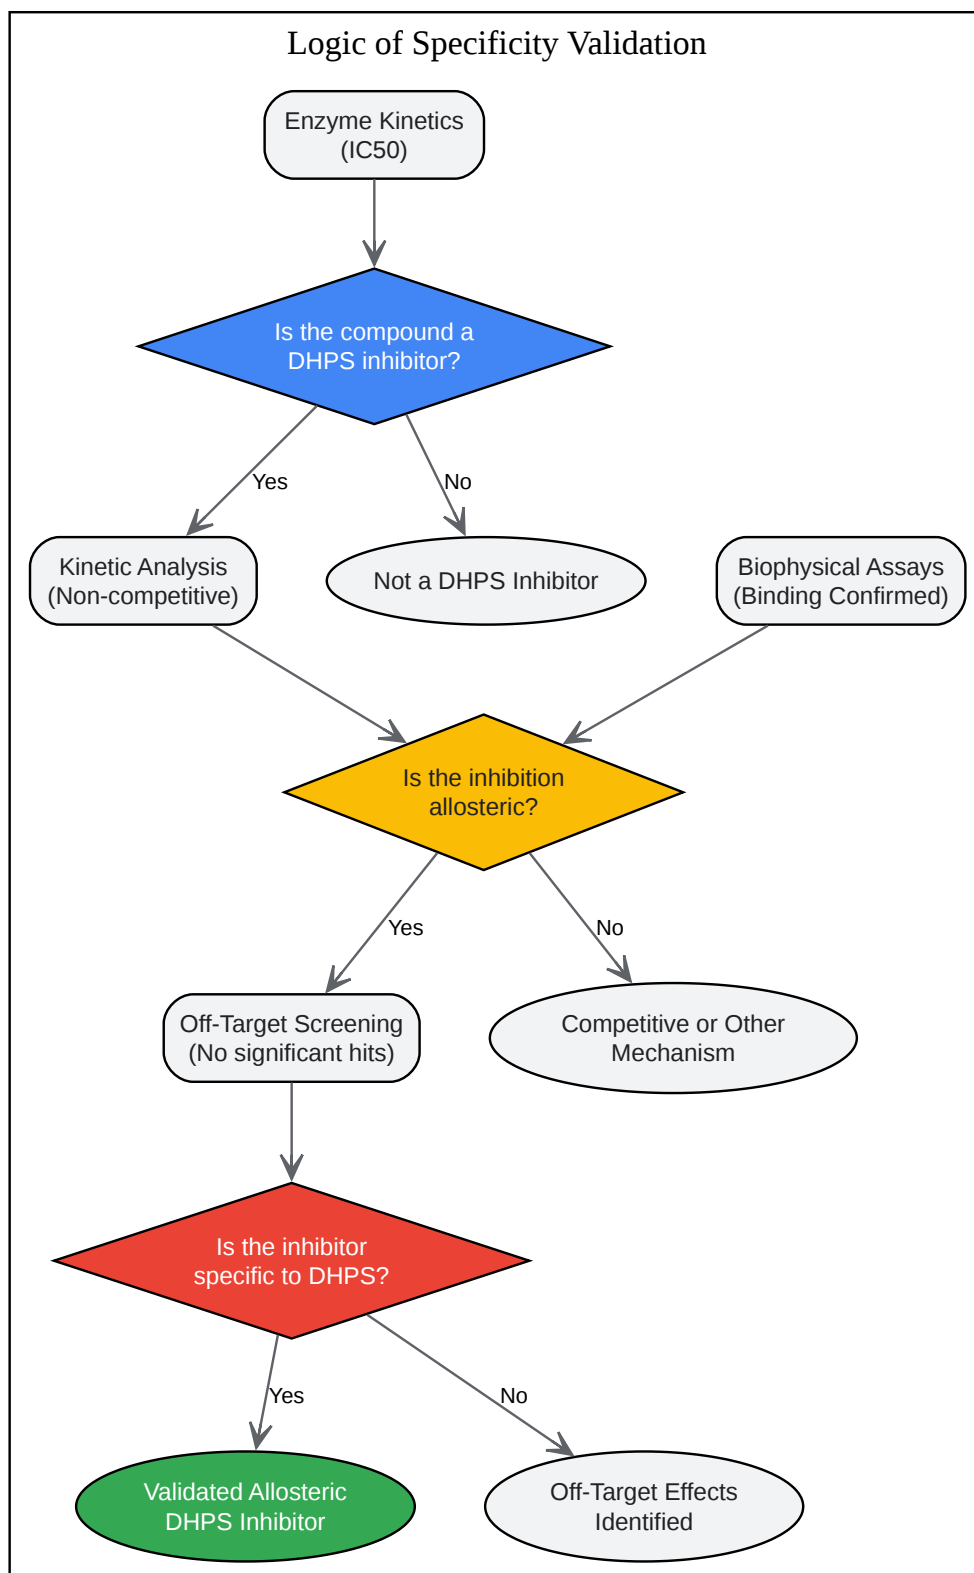 Logic of Specificity Validation
Enzyme Kinetics
(IC50)
Is the compound a
DHPS inhibitor?
Yes
No
Kinetic Analysis
(Non-competitive)
Not a DHPS Inhibitor
Biophysical Assays
(Binding Confirmed)
Is the inhibition
allosteric?
Yes
No
Off-Target Screening
(No significant hits)
Competitive or Other
Mechanism
Is the inhibitor
specific to DHPS?
Yes
No
Validated Allosteric
DHPS Inhibitor
Off-Target Effects
Identified